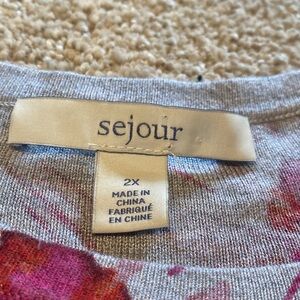 sejour
2X
MADE IN
CHINA
FABRIQUÉ
EN CHINE